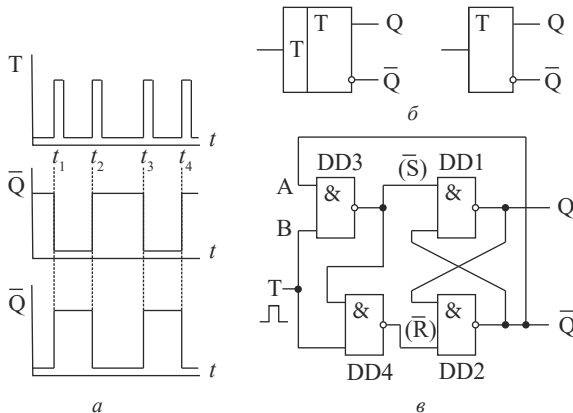 T
t
t₁ t₂ t₃ t₄
Q̅
t
Q̅
t
а
T T Q
Q̅
T Q
Q̅
б
DD3 (S̅) DD1
A & &
B
Q
T
& (R̅) &
Q̅
DD4 DD2
в